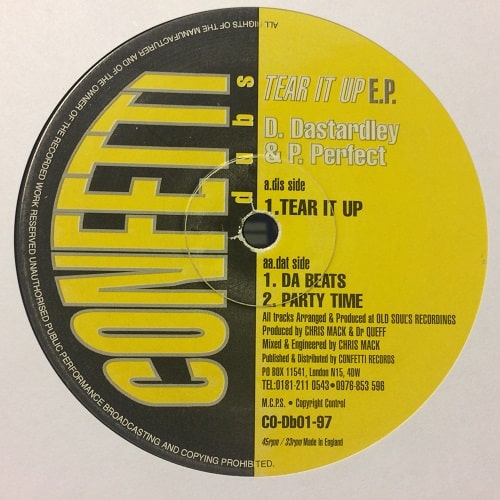 ALL RIGHTS OF THE MANUFACTURER AND OF THE OWNER OF THE RECORDED WORK RESERVED UNAUTHORISED PUBLIC PERFORMANCE BROADCASTING AND COPYING PROHIBITED.
CONFETTI
dubs
TEAR IT UP E.P.
D. Dastardley
& P. Perfect
a.dis side
1.TEAR IT UP
aa.dat side
1. DA BEATS
2. PARTY TIME
All tracks Arranged & Produced at OLD SOUL'S RECORDINGS
Produced by CHRIS MACK & Dr QUEFF
Mixed & Engineered by CHRIS MACK
Published & Distributed by CONFETTI RECORDS
PO BOX 11541, London N15, 4DW
TEL:0181-211 0543 • 0976-853 596
M.C.P.S. • Copyright Control
CO-Db01-97
45rpm / 33rpm Made in England